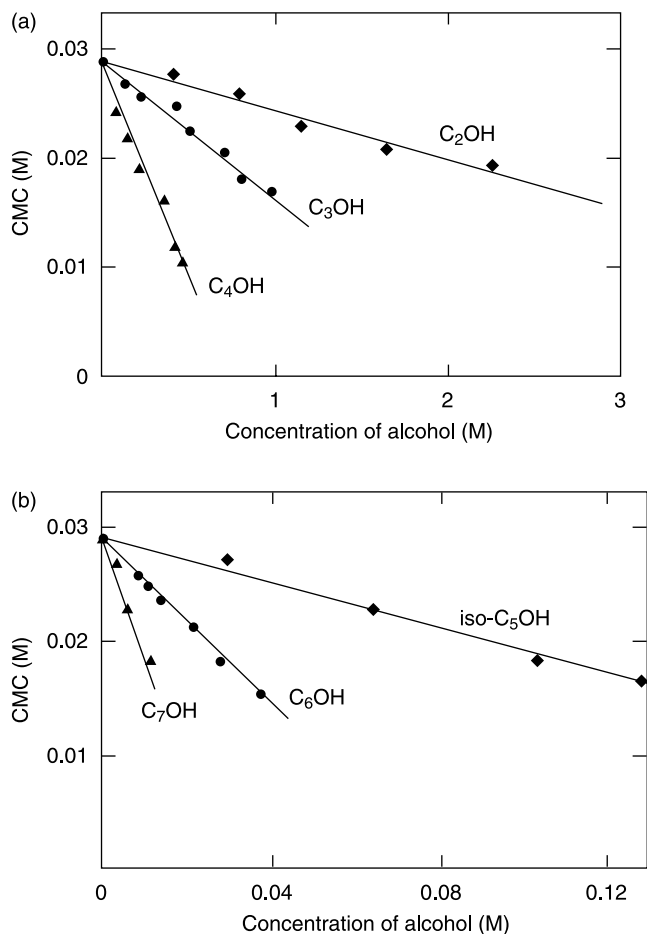 (a)
0.03
0.02
0.01
0
CMC (M)
C₂OH
C₃OH
C₄OH
1
2
3
Concentration of alcohol (M)
(b)
0.03
0.02
0.01
0
CMC (M)
iso-C₅OH
C₆OH
C₇OH
0.04
0.08
0.12
Concentration of alcohol (M)